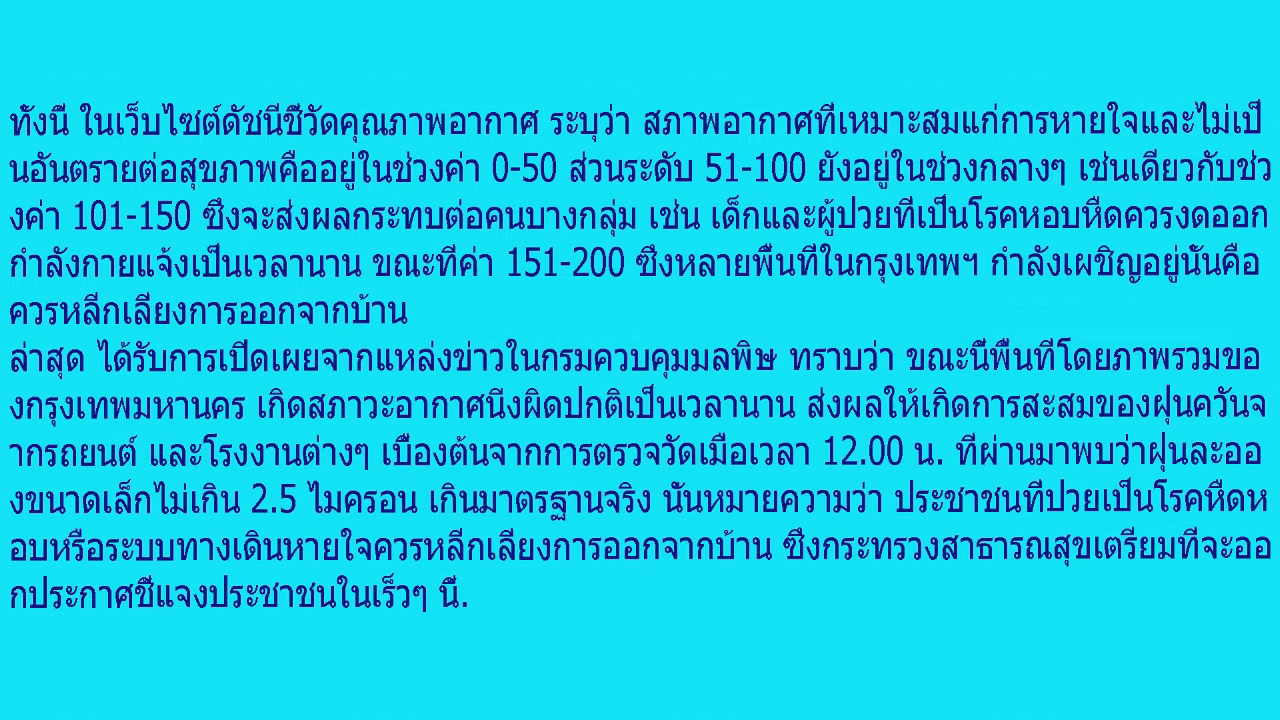 ทั้งนี้ ในเว็บไซต์ดัชนีชี้วัดคุณภาพอากาศ ระบุว่า สภาพอากาศที่เหมาะสมแก่การหายใจและไม่เป็
นอันตรายต่อสุขภาพคืออยู่ในช่วงค่า 0-50 ส่วนระดับ 51-100 ยังอยู่ในช่วงกลางๆ เช่นเดียวกับช่ว
งค่า 101-150 ซึ่งจะส่งผลกระทบต่อคนบางกลุ่ม เช่น เด็กและผู้ป่วยที่เป็นโรคหอบหืดควรงดออก
กำลังกายแจ้งเป็นเวลานาน ขณะที่ค่า 151-200 ซึ่งหลายพื้นที่ในกรุงเทพฯ กำลังเผชิญอยู่นั้นคือ
ควรหลีกเลี่ยงการออกจากบ้าน
ล่าสุด ได้รับการเปิดเผยจากแหล่งข่าวในกรมควบคุมมลพิษ ทราบว่า ขณะนี้พื้นที่โดยภาพรวมขอ
งกรุงเทพมหานคร เกิดสภาวะอากาศนิ่งผิดปกติเป็นเวลานาน ส่งผลให้เกิดการสะสมของฝุ่นควันจ
ากรถยนต์ และโรงงานต่างๆ เบื้องต้นจากการตรวจวัดเมื่อเวลา 12.00 น. ที่ผ่านมาพบว่าฝุ่นละออ
งขนาดเล็กไม่เกิน 2.5 ไมครอน เกินมาตรฐานจริง นั่นหมายความว่า ประชาชนที่ป่วยเป็นโรคหืดห
อบหรือระบบทางเดินหายใจควรหลีกเลี่ยงการออกจากบ้าน ซึ่งกระทรวงสาธารณสุขเตรียมที่จะออ
กประกาศชี้แจงประชาชนในเร็วๆ นี้.